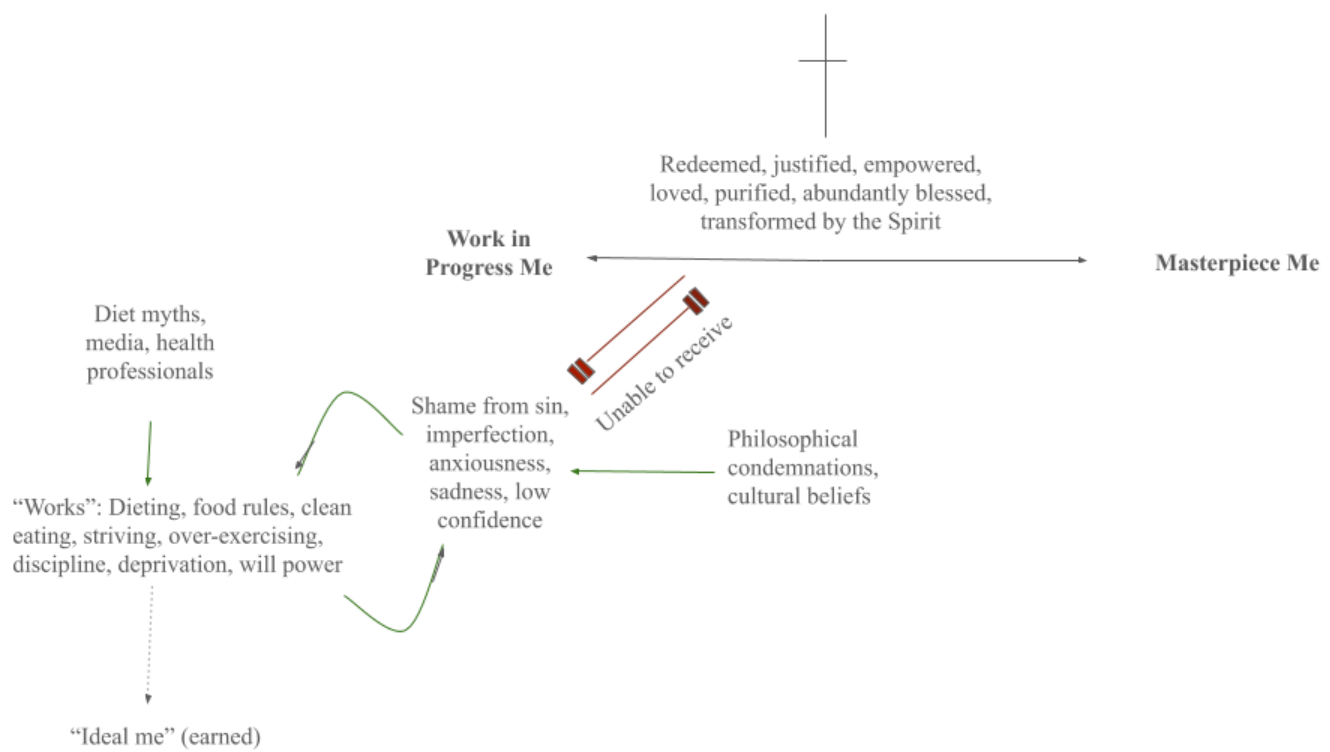 Redeemed, justified, empowered,
loved, purified, abundantly blessed,
transformed by the Spirit
Work in
Progress Me
Masterpiece Me
Diet myths,
media, health
professionals
Unable to receive
Shame from sin,
imperfection,
anxiousness,
sadness, low
confidence
Philosophical
condemnations,
cultural beliefs
“Works”: Dieting, food rules, clean
eating, striving, over-exercising,
discipline, deprivation, will power
“Ideal me” (earned)